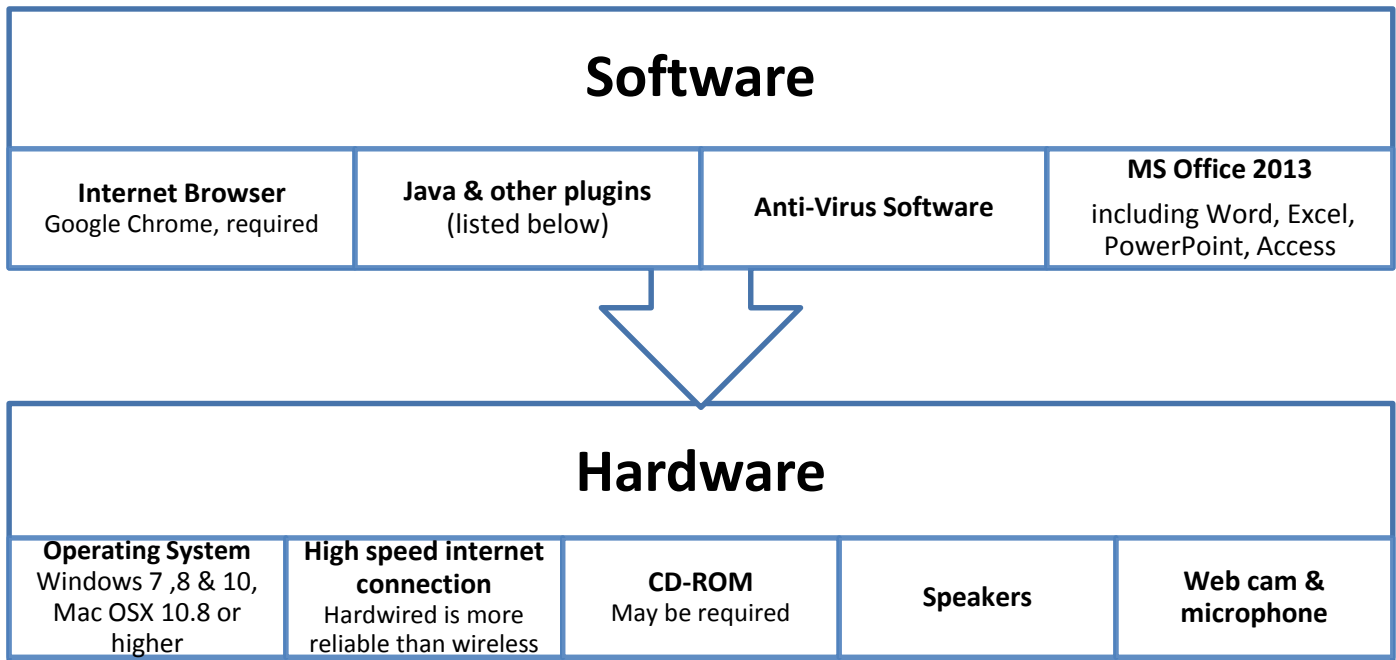 Software
Internet Browser
Google Chrome, required
Java & other plugins
(listed below)
Anti-Virus Software
MS Office 2013
including Word, Excel,
PowerPoint, Access
Hardware
Operating System
Windows 7 ,8 & 10,
Mac OSX 10.8 or
higher
High speed internet
connection
Hardwired is more
reliable than wireless
CD-ROM
May be required
Speakers
Web cam &
microphone